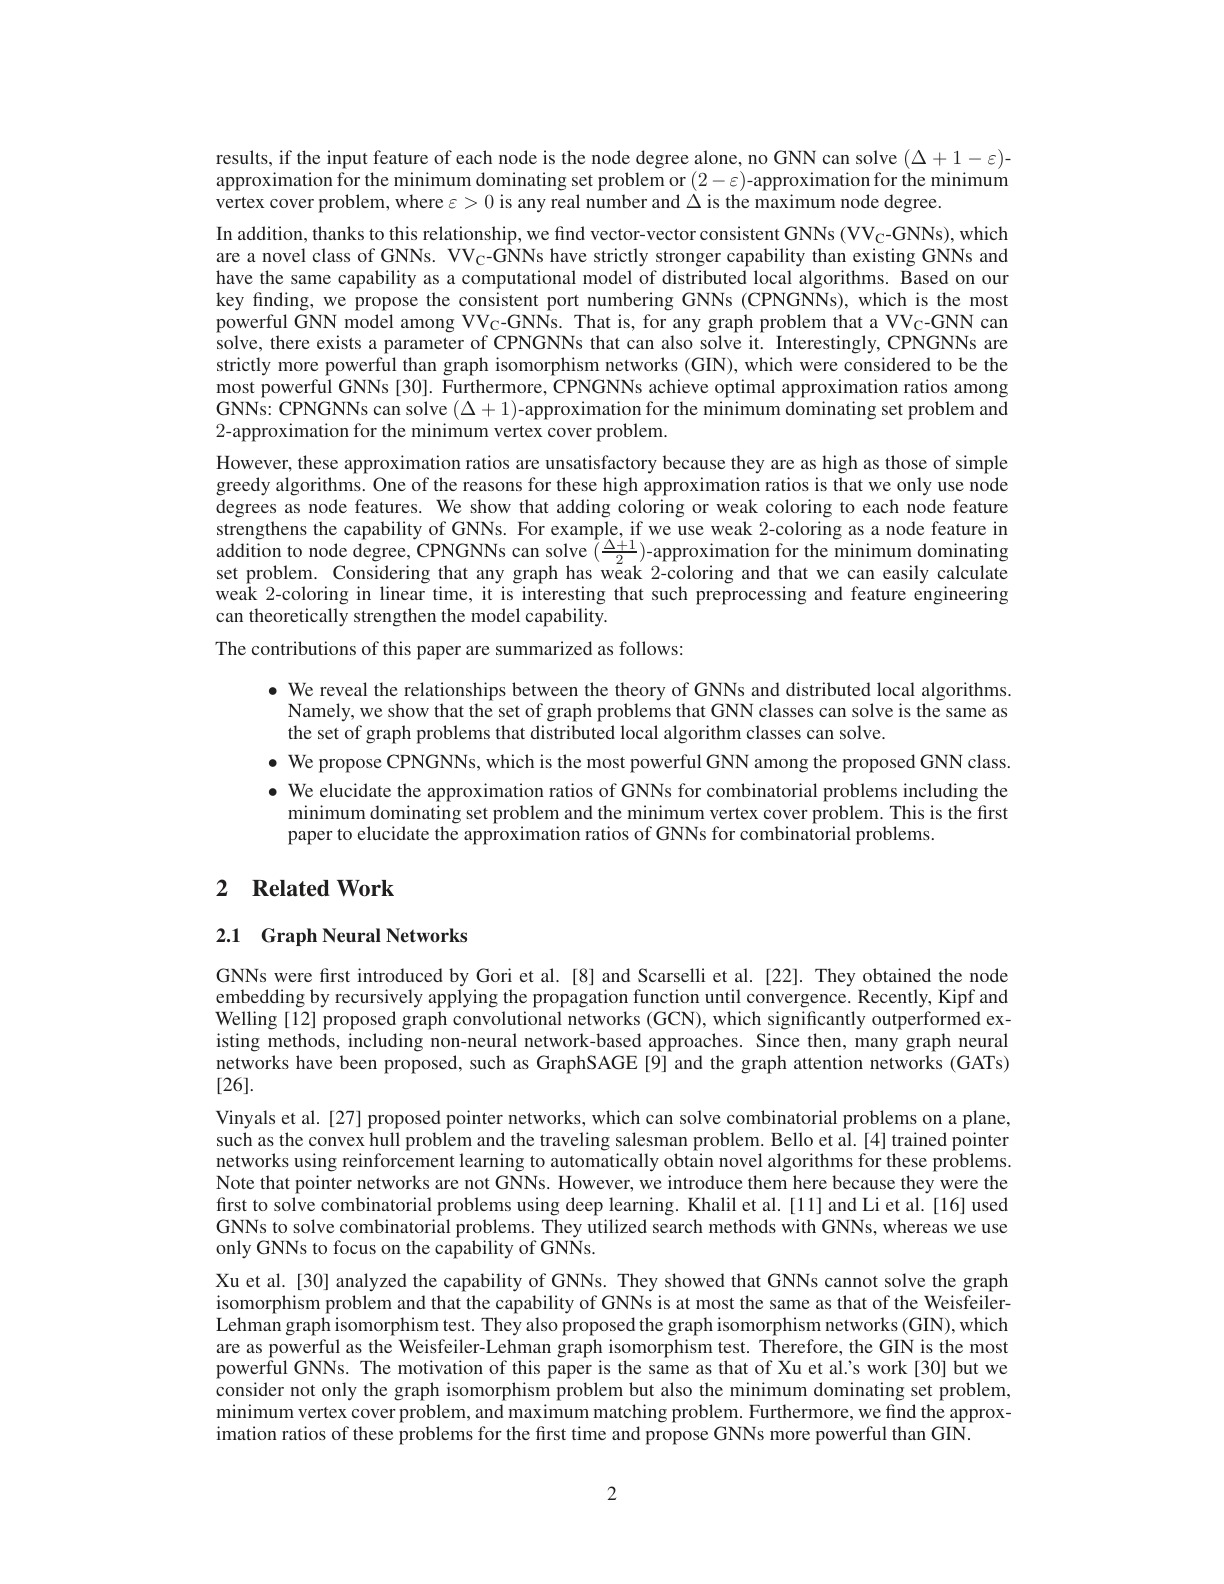 results, if the input feature of each node is the node degree alone, no GNN can solve (Δ + 1 − ε)-
approximation for the minimum dominating set problem or (2 − ε)-approximation for the minimum
vertex cover problem, where ε > 0 is any real number and Δ is the maximum node degree.
In addition, thanks to this relationship, we find vector-vector consistent GNNs (VV_C-GNNs), which
are a novel class of GNNs. VV_C-GNNs have strictly stronger capability than existing GNNs and
have the same capability as a computational model of distributed local algorithms. Based on our
key finding, we propose the consistent port numbering GNNs (CPNGNNs), which is the most
powerful GNN model among VV_C-GNNs. That is, for any graph problem that a VV_C-GNN can
solve, there exists a parameter of CPNGNNs that can also solve it. Interestingly, CPNGNNs are
strictly more powerful than graph isomorphism networks (GIN), which were considered to be the
most powerful GNNs [30]. Furthermore, CPNGNNs achieve optimal approximation ratios among
GNNs: CPNGNNs can solve (Δ + 1)-approximation for the minimum dominating set problem and
2-approximation for the minimum vertex cover problem.
However, these approximation ratios are unsatisfactory because they are as high as those of simple
greedy algorithms. One of the reasons for these high approximation ratios is that we only use node
degrees as node features. We show that adding coloring or weak coloring to each node feature
strengthens the capability of GNNs. For example, if we use weak 2-coloring as a node feature in
addition to node degree, CPNGNNs can solve ((Δ+1)/2)-approximation for the minimum dominating
set problem. Considering that any graph has weak 2-coloring and that we can easily calculate
weak 2-coloring in linear time, it is interesting that such preprocessing and feature engineering
can theoretically strengthen the model capability.
The contributions of this paper are summarized as follows:
• We reveal the relationships between the theory of GNNs and distributed local algorithms.
Namely, we show that the set of graph problems that GNN classes can solve is the same as
the set of graph problems that distributed local algorithm classes can solve.
• We propose CPNGNNs, which is the most powerful GNN among the proposed GNN class.
• We elucidate the approximation ratios of GNNs for combinatorial problems including the
minimum dominating set problem and the minimum vertex cover problem. This is the first
paper to elucidate the approximation ratios of GNNs for combinatorial problems.
2 Related Work
2.1 Graph Neural Networks
GNNs were first introduced by Gori et al. [8] and Scarselli et al. [22]. They obtained the node
embedding by recursively applying the propagation function until convergence. Recently, Kipf and
Welling [12] proposed graph convolutional networks (GCN), which significantly outperformed ex-
isting methods, including non-neural network-based approaches. Since then, many graph neural
networks have been proposed, such as GraphSAGE [9] and the graph attention networks (GATs)
[26].
Vinyals et al. [27] proposed pointer networks, which can solve combinatorial problems on a plane,
such as the convex hull problem and the traveling salesman problem. Bello et al. [4] trained pointer
networks using reinforcement learning to automatically obtain novel algorithms for these problems.
Note that pointer networks are not GNNs. However, we introduce them here because they were the
first to solve combinatorial problems using deep learning. Khalil et al. [11] and Li et al. [16] used
GNNs to solve combinatorial problems. They utilized search methods with GNNs, whereas we use
only GNNs to focus on the capability of GNNs.
Xu et al. [30] analyzed the capability of GNNs. They showed that GNNs cannot solve the graph
isomorphism problem and that the capability of GNNs is at most the same as that of the Weisfeiler-
Lehman graph isomorphism test. They also proposed the graph isomorphism networks (GIN), which
are as powerful as the Weisfeiler-Lehman graph isomorphism test. Therefore, the GIN is the most
powerful GNNs. The motivation of this paper is the same as that of Xu et al.'s work [30] but we
consider not only the graph isomorphism problem but also the minimum dominating set problem,
minimum vertex cover problem, and maximum matching problem. Furthermore, we find the approx-
imation ratios of these problems for the first time and propose GNNs more powerful than GIN.
2